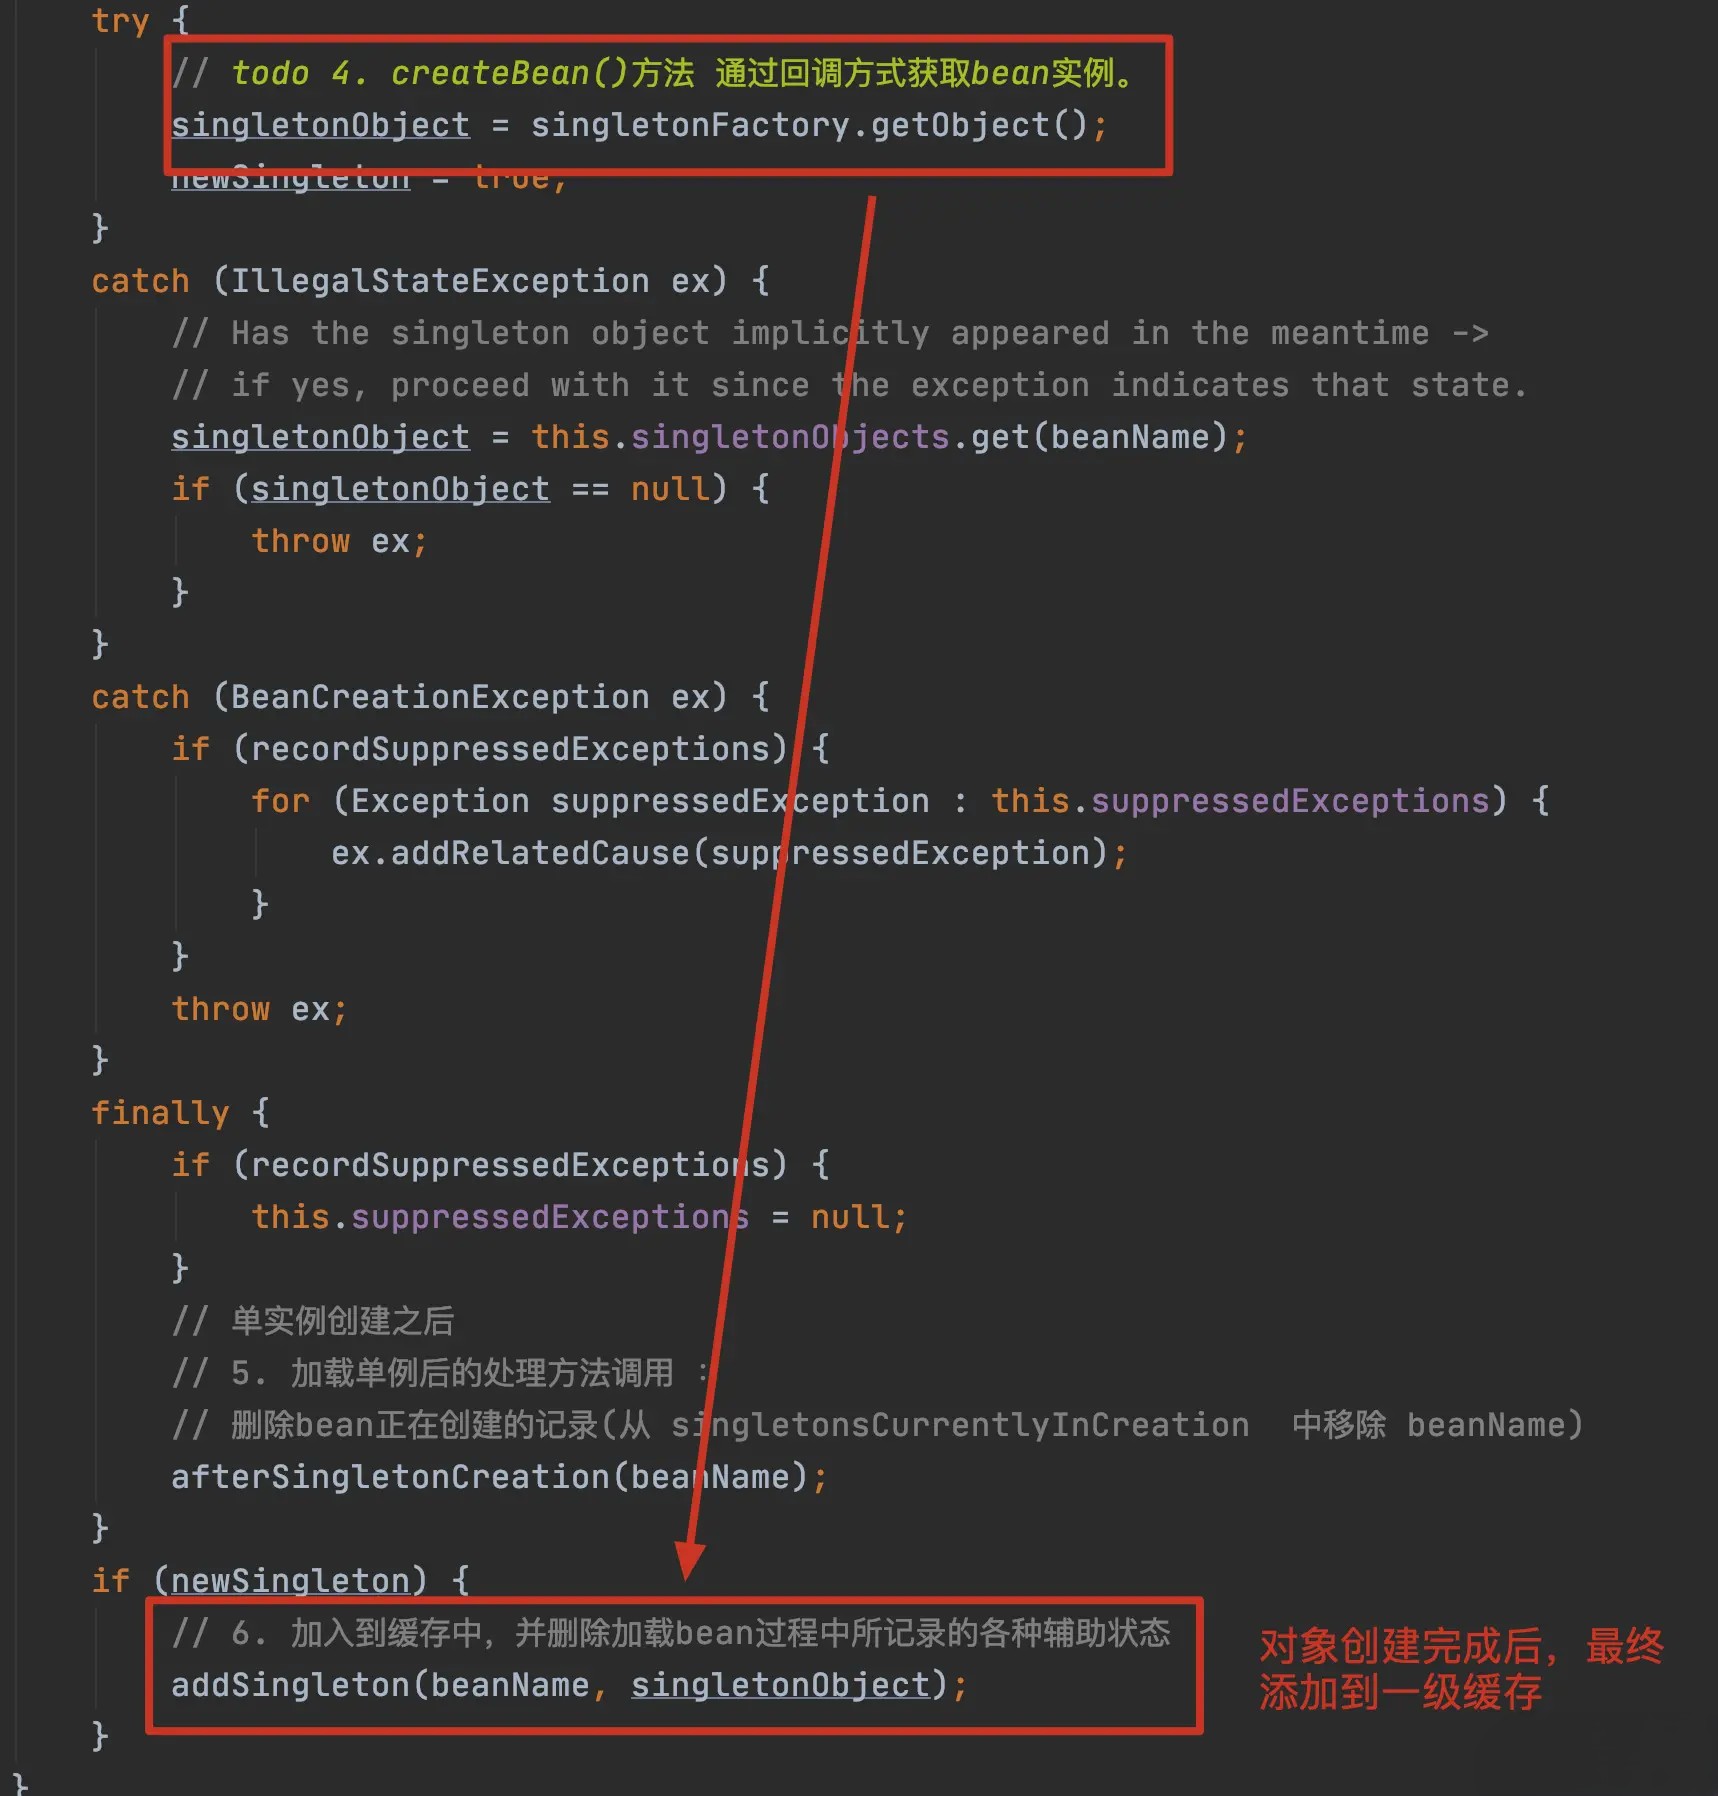 try {
// todo 4. createBean()方法 通过回调方式获取bean实例。
singletonObject = singletonFactory.getObject();
newSingleton = true;
}
catch (IllegalStateException ex) {
// Has the singleton object implicitly appeared in the meantime ->
// if yes, proceed with it since the exception indicates that state.
singletonObject = this.singletonObjects.get(beanName);
if (singletonObject == null) {
throw ex;
}
}
catch (BeanCreationException ex) {
if (recordSuppressedExceptions) {
for (Exception suppressedException : this.suppressedExceptions) {
ex.addRelatedCause(suppressedException);
}
}
throw ex;
}
finally {
if (recordSuppressedExceptions) {
this.suppressedExceptions = null;
}
// 单实例创建之后
// 5. 加载单例后的处理方法调用 :
// 删除bean正在创建的记录(从 singletonsCurrentlyInCreation 中移除 beanName)
afterSingletonCreation(beanName);
}
if (newSingleton) {
// 6. 加入到缓存中，并删除加载bean过程中所记录的各种辅助状态
addSingleton(beanName, singletonObject);
}
}
对象创建完成后，最终
添加到一级缓存